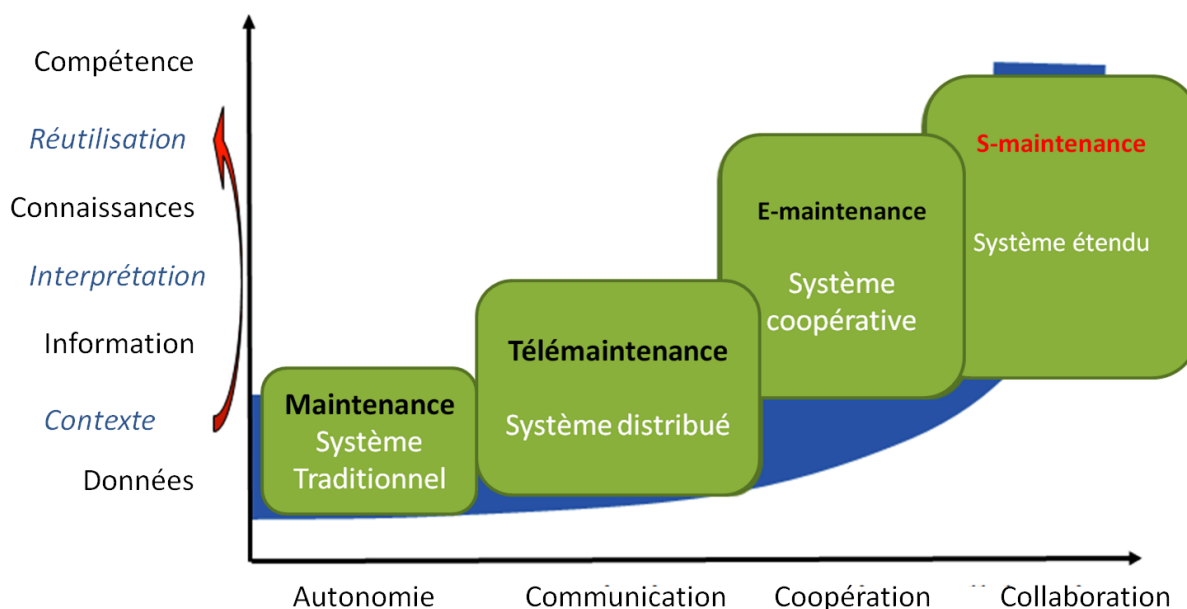 Compétence
Réutilisation
Connaissances
Interprétation
Information
Contexte
Données
Maintenance
Système
Traditionnel
Télémaintenance
Système distribué
E-maintenance
Système
coopérative
S-maintenance
Système étendu
Autonomie
Communication
Coopération
Collaboration